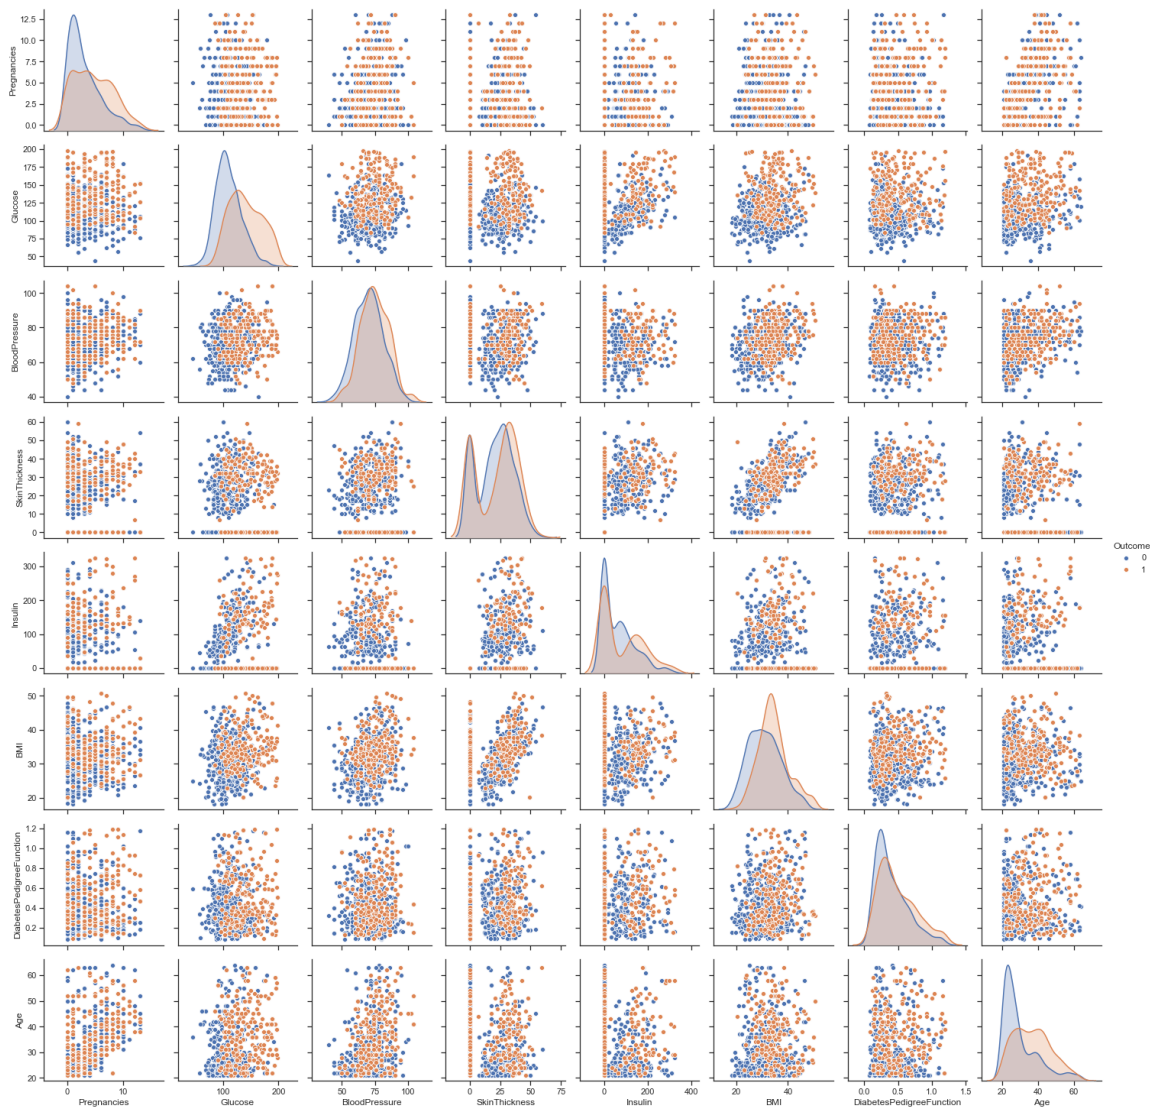 12.5
10.0
7.5
5.0
2.5
0.0
Pregnancies
200
175
150
125
100
75
50
Glucose
100
80
60
40
BloodPressure
60
50
40
30
20
10
0
SkinThickness
300
200
100
0
Insulin
Outcome
0
1
50
40
30
20
BMI
1.2
1.0
0.8
0.6
0.4
0.2
DiabetesPedigreeFunction
60
50
40
30
20
Age
0 10
Pregnancies
100 200
Glucose
50 75 100
BloodPressure
0 25 50 75
SkinThickness
0 200 400
Insulin
20 40
BMI
0.0 0.5 1.0 1.5
DiabetesPedigreeFunction
20 40 60
Age